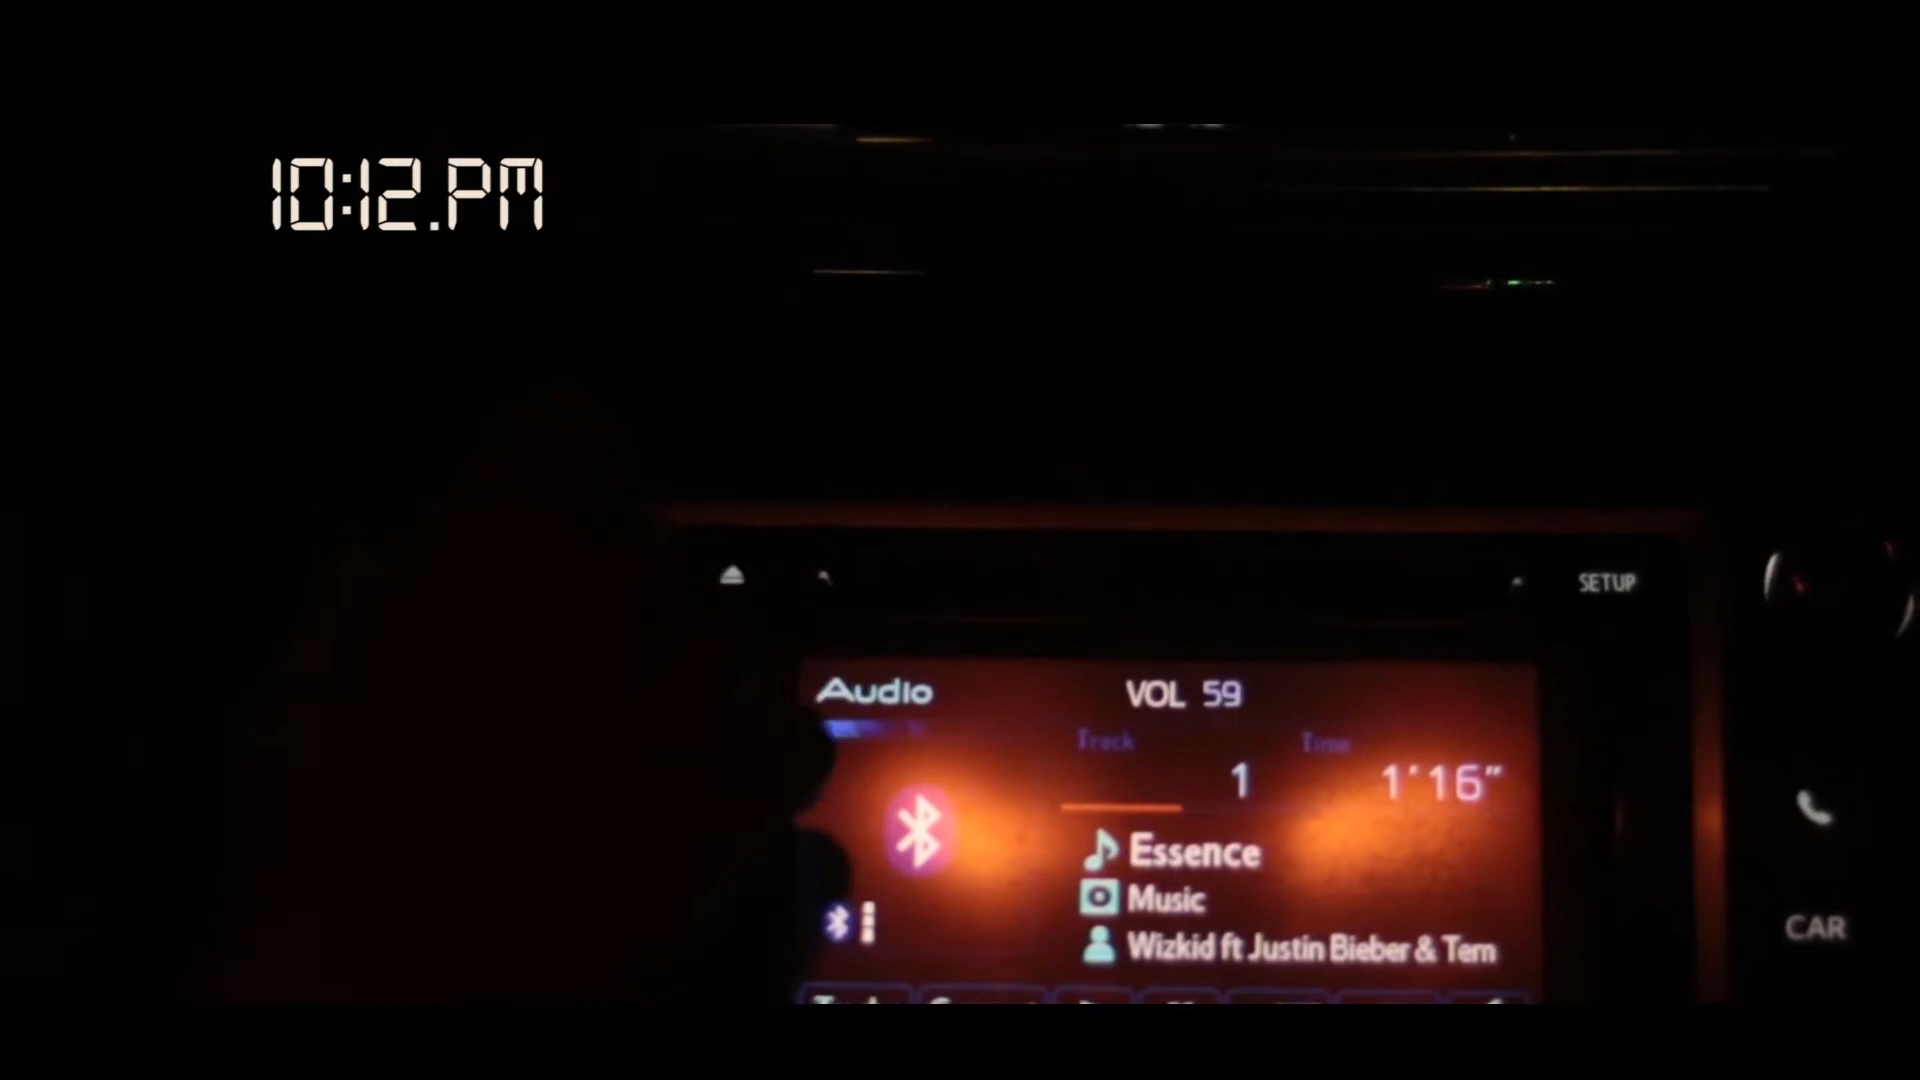 10:12.PM
SETUP
Audio
VOL 59
Track
Time
1
1'16"
Essence
Music
Wizkid ft Justin Bieber & Tem
CAR